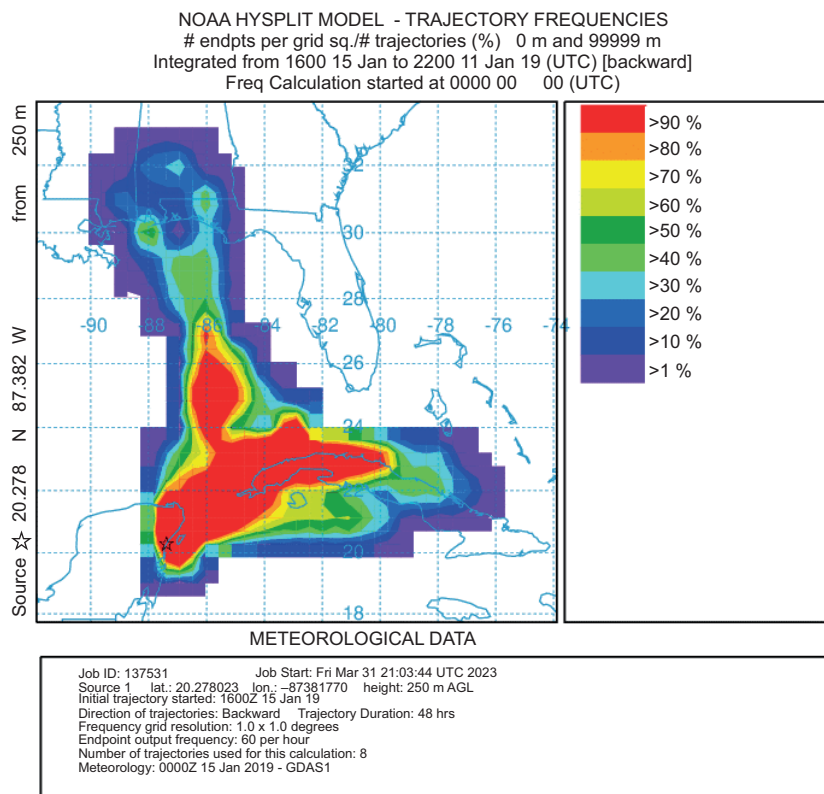 NOAA HYSPLIT MODEL - TRAJECTORY FREQUENCIES
# endpts per grid sq./# trajectories (%) 0 m and 99999 m
Integrated from 1600 15 Jan to 2200 11 Jan 19 (UTC) [backward]
Freq Calculation started at 0000 00 00 (UTC)
Source ☆ 20.278 N 87.382 W from 250 m
32
30
28
-90 -88 -86 -84 -82 -80 -78 -76 -74
26
24
22
20
18
>90 %
>80 %
>70 %
>60 %
>50 %
>40 %
>30 %
>20 %
>10 %
>1 %
METEOROLOGICAL DATA
Job ID: 137531 Job Start: Fri Mar 31 21:03:44 UTC 2023
Source 1 lat.: 20.278023 lon.: –87381770 height: 250 m AGL
Initial trajectory started: 1600Z 15 Jan 19
Direction of trajectories: Backward Trajectory Duration: 48 hrs
Frequency grid resolution: 1.0 x 1.0 degrees
Endpoint output frequency: 60 per hour
Number of trajectories used for this calculation: 8
Meteorology: 0000Z 15 Jan 2019 - GDAS1